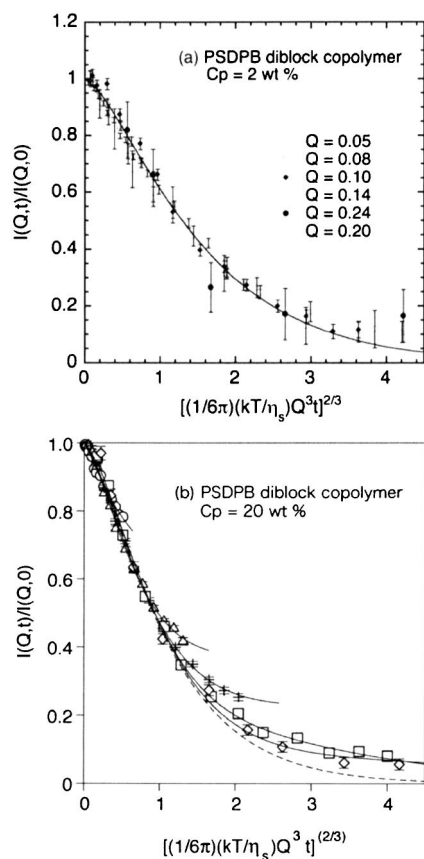 1.2
(a) PSDPB diblock copolymer
Cp = 2 wt %
1.0
0.8
Q = 0.05
Q = 0.08
Q = 0.10
Q = 0.14
Q = 0.24
Q = 0.20
0.6
0.4
0.2
0
I(Q,t)/I(Q,0)
0 1 2 3 4
[(1/6π)(kT/ηs)Q³t]²/³
1.0
(b) PSDPB diblock copolymer
Cp = 20 wt %
0.8
0.6
0.4
0.2
0
I(Q,t)/I(Q,0)
0 1 2 3 4
[(1/6π)(kT/ηs)Q³ t]⁽²/³⁾